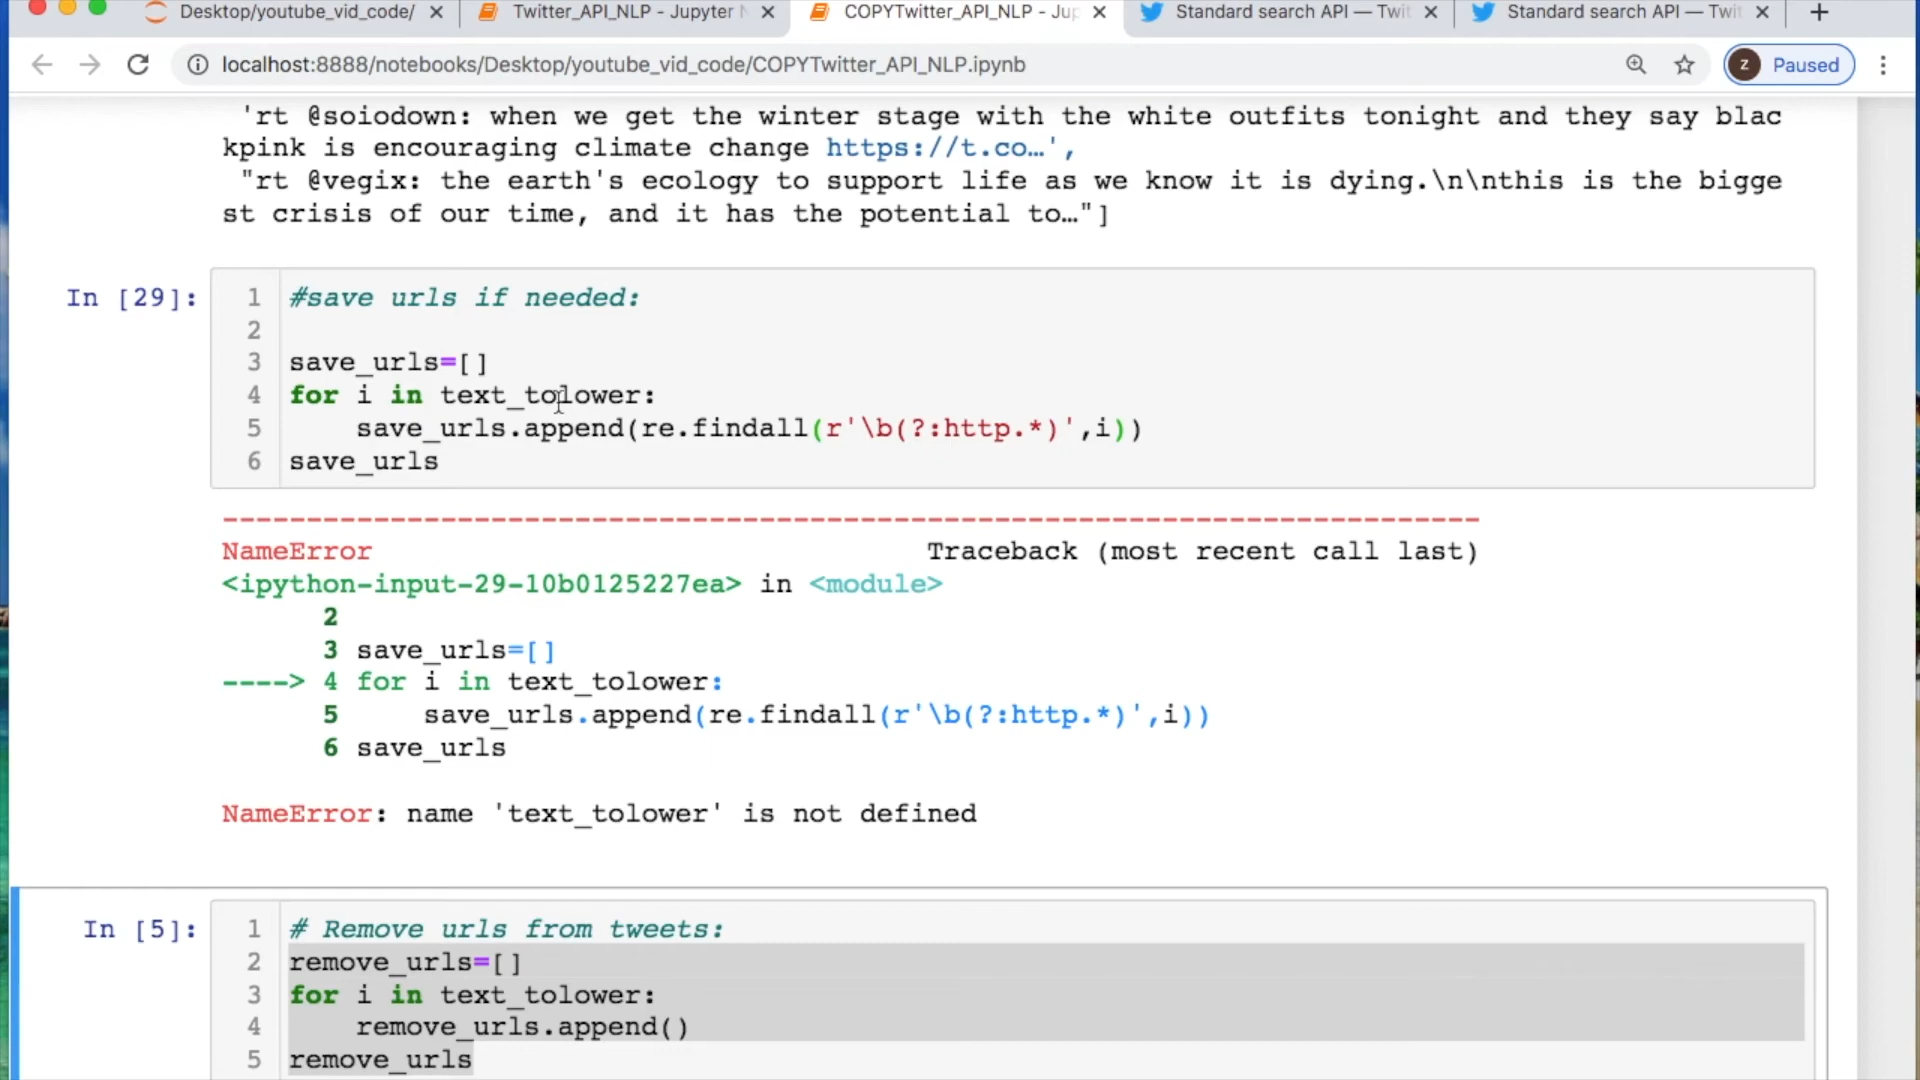 Desktop/youtube_vid_code/
Twitter_API_NLP - Jupyter
COPYTwitter_API_NLP - Jup
Standard search API — Twit
Standard search API — Twit
localhost:8888/notebooks/Desktop/youtube_vid_code/COPYTwitter_API_NLP.ipynb
z Paused
'rt @soiodown: when we get the winter stage with the white outfits tonight and they say blac
kpink is encouraging climate change https://t.co…',
"rt @vegix: the earth's ecology to support life as we know it is dying.\n\nthis is the bigge
st crisis of our time, and it has the potential to…"]
In [29]:
1 #save urls if needed:
2
3 save_urls=[]
4 for i in text_tolower:
5     save_urls.append(re.findall(r'\b(?:http.*)',i))
6 save_urls
---------------------------------------------------------------------------
NameError                                 Traceback (most recent call last)
<ipython-input-29-10b0125227ea> in <module>
      2
      3 save_urls=[]
----> 4 for i in text_tolower:
      5     save_urls.append(re.findall(r'\b(?:http.*)',i))
      6 save_urls
NameError: name 'text_tolower' is not defined
In [5]:
1 # Remove urls from tweets:
2 remove_urls=[]
3 for i in text_tolower:
4     remove_urls.append()
5 remove_urls